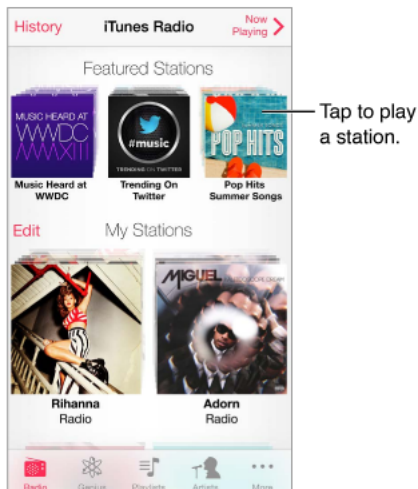 History
iTunes Radio
Now
Playing
Featured Stations
MUSIC HEARD AT
WWDC
#music
TRENDING ON TWITTER
POP HITS
Music Heard at
WWDC
Trending On
Twitter
Pop Hits
Summer Songs
Tap to play
a station.
Edit
My Stations
MIGUEL
Rihanna
Radio
Adorn
Radio
Radio
Genius
Playlists
Artists
More